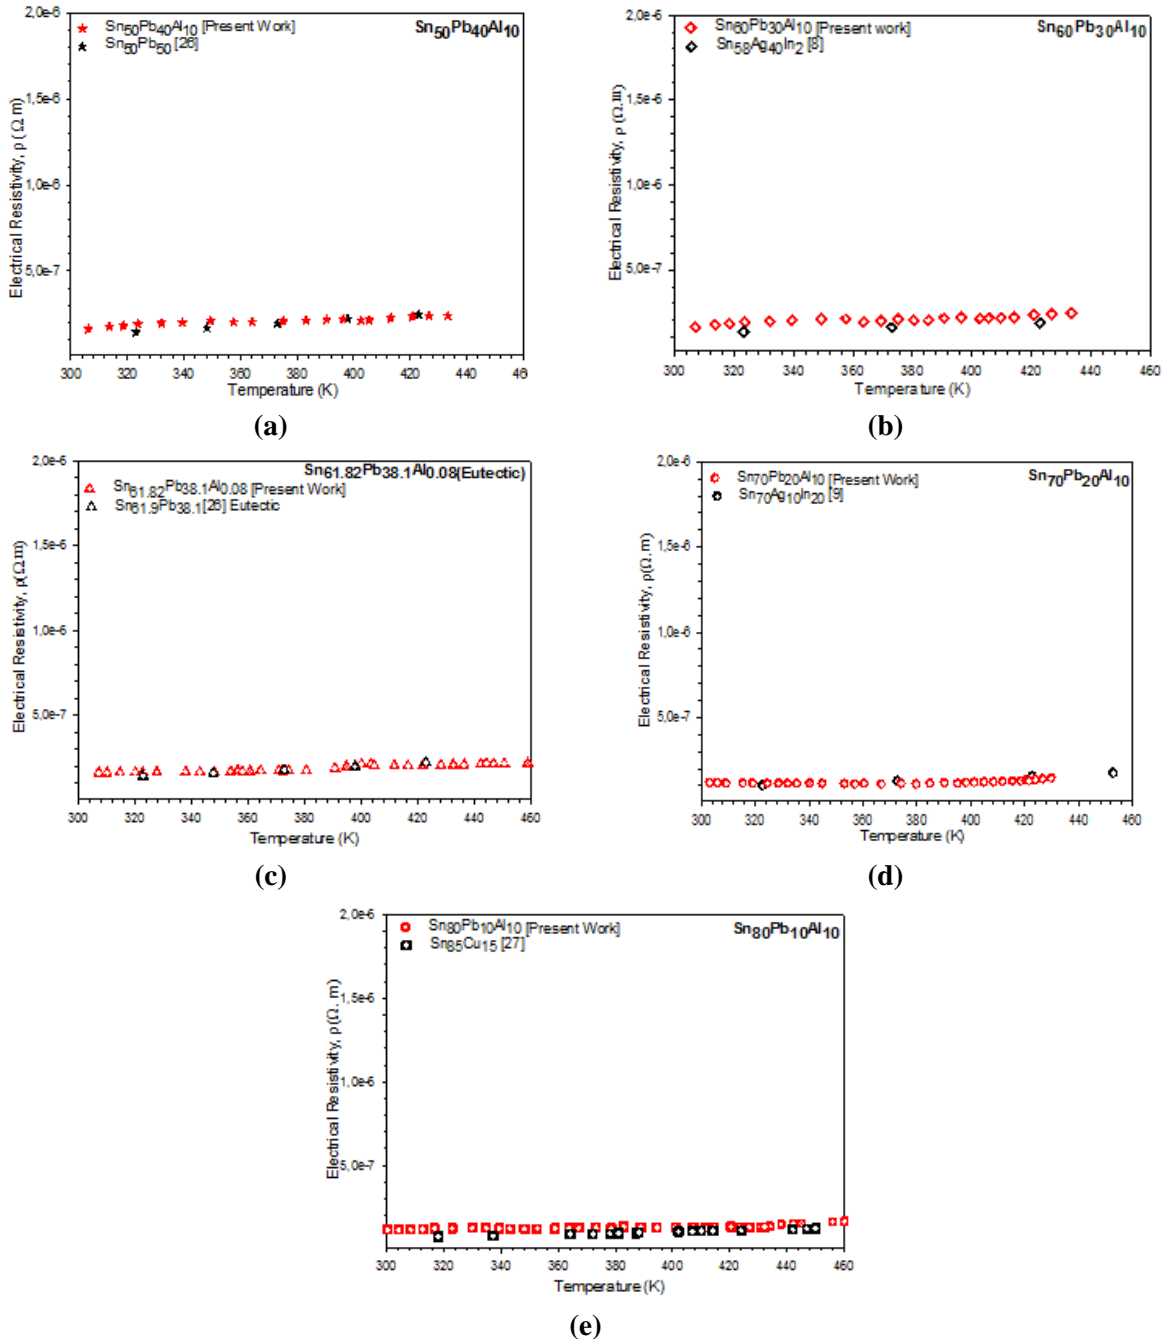 2,0e-6
Sn50Pb40Al10 [Present Work]
Sn50Pb50 [26]
Sn50Pb40Al10
1,5e-6
1,0e-6
5,0e-7
Electrical Resistivity, ρ (Ω.m)
300 320 340 360 380 400 420 440 46
Temperature (K)
(a)
2,0e-6
Sn60Pb30Al10 [Present work]
Sn58Ag40In2 [8]
Sn60Pb30Al10
1,5e-6
1,0e-6
5,0e-7
Electrical Resistivity, ρ (Ω.m)
300 320 340 360 380 400 420 440 460
Temperature (K)
(b)
2,0e-6
Sn61.82Pb38.1Al0.08(Eutectic)
Sn61.82Pb38.1Al0.08 [Present Work]
Sn61.9Pb38.1[26] Eutectic
1,5e-6
1,0e-6
5,0e-7
Electrical Resistivity, ρ(Ω.m)
300 320 340 360 380 400 420 440 460
Temperature (K)
(c)
2,0e-6
Sn70Pb20Al10 [Present Work]
Sn70Ag10In20 [9]
Sn70Pb20Al10
1,5e-6
1,0e-6
5,0e-7
Electrical Resistivity, ρ(Ω.m)
300 320 340 360 380 400 420 440 460
Temperature (K)
(d)
2,0e-6
Sn80Pb10Al10 [Present Work]
Sn85Cu15 [27]
Sn80Pb10Al10
1,5e-6
1,0e-6
5,0e-7
Electrical Resistivity, ρ(Ω.m)
300 320 340 360 380 400 420 440 460
Temperature (K)
(e)